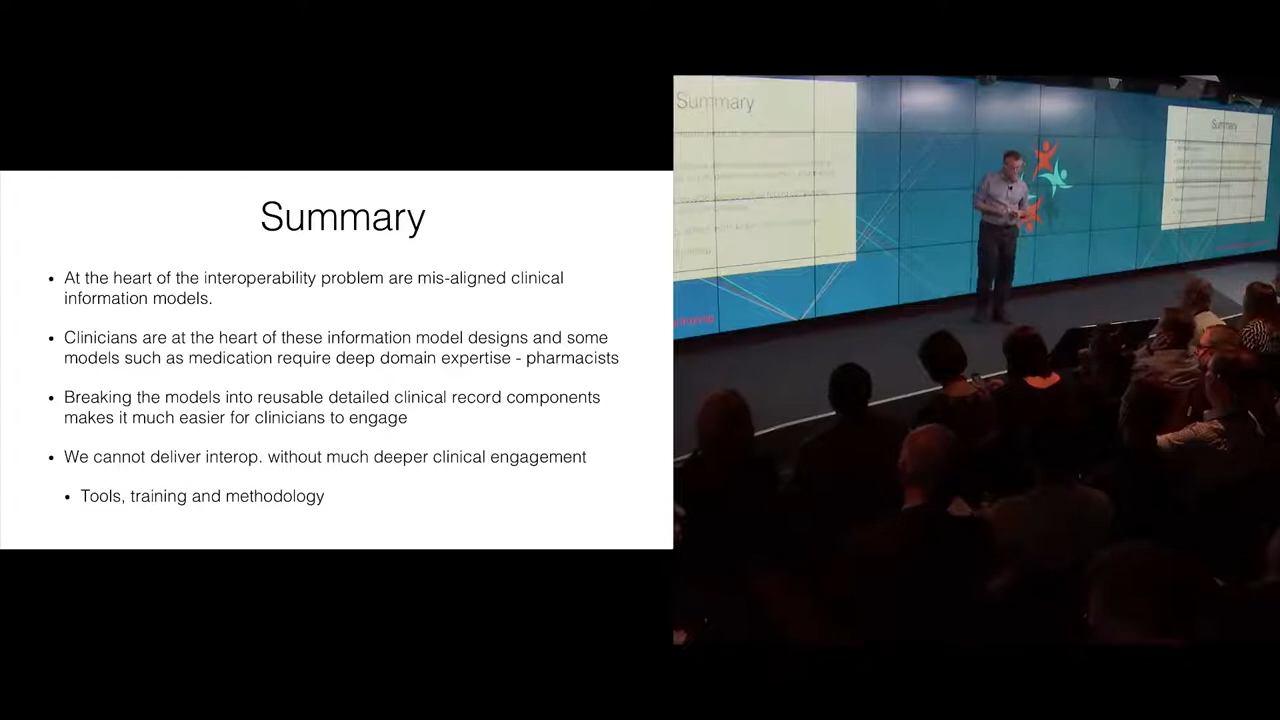 Summary
• At the heart of the interoperability problem are mis-aligned clinical
information models.
• Clinicians are at the heart of these information model designs and some
models such as medication require deep domain expertise - pharmacists
• Breaking the models into reusable detailed clinical record components
makes it much easier for clinicians to engage
• We cannot deliver interop. without much deeper clinical engagement
• Tools, training and methodology
Summary
Summary